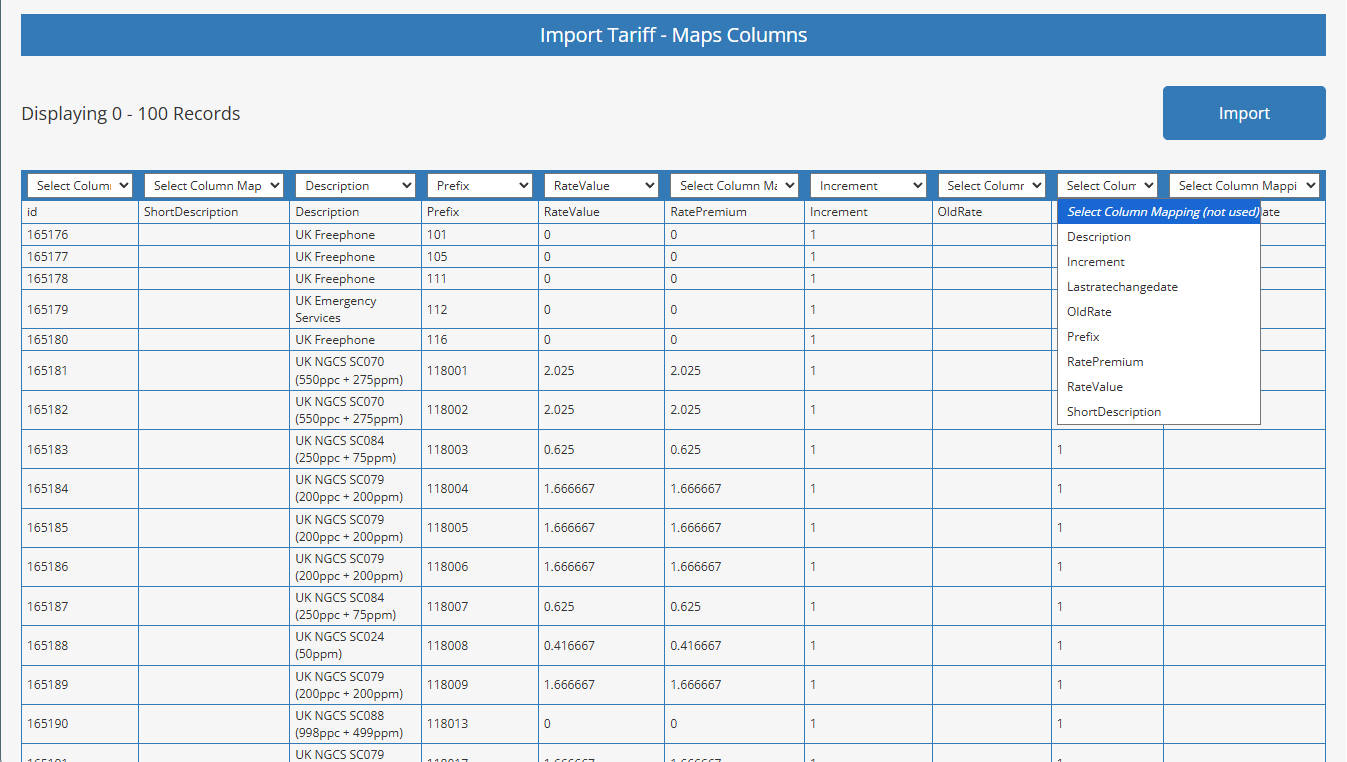 Import Tariff - Maps Columns
Displaying 0 - 100 Records
Import
Select Colum Select Column Map Description Prefix RateValue Select Column Ma Increment Select Column Select Colum Select Column Mappi
id ShortDescription Description Prefix RateValue RatePremium Increment OldRate Select Column Mapping (not used) ate
165176 UK Freephone 101 0 0 1
Description
165177 UK Freephone 105 0 0 1
Increment
165178 UK Freephone 111 0 0 1
Lastratechangedate
165179 UK Emergency Services 112 0 0 1
OldRate
165180 UK Freephone 116 0 0 1
Prefix
165181 UK NGCS SC070 (550ppc + 275ppm) 118001 2.025 2.025 1
RatePremium
RateValue
165182 UK NGCS SC070 (550ppc + 275ppm) 118002 2.025 2.025 1
ShortDescription
165183 UK NGCS SC084 (250ppc + 75ppm) 118003 0.625 0.625 1 1
165184 UK NGCS SC079 (200ppc + 200ppm) 118004 1.666667 1.666667 1 1
165185 UK NGCS SC079 (200ppc + 200ppm) 118005 1.666667 1.666667 1 1
165186 UK NGCS SC079 (200ppc + 200ppm) 118006 1.666667 1.666667 1 1
165187 UK NGCS SC084 (250ppc + 75ppm) 118007 0.625 0.625 1 1
165188 UK NGCS SC024 (50ppm) 118008 0.416667 0.416667 1 1
165189 UK NGCS SC079 (200ppc + 200ppm) 118009 1.666667 1.666667 1 1
165190 UK NGCS SC088 (998ppc + 499ppm) 118013 0 0 1 1
UK NGCS SC079